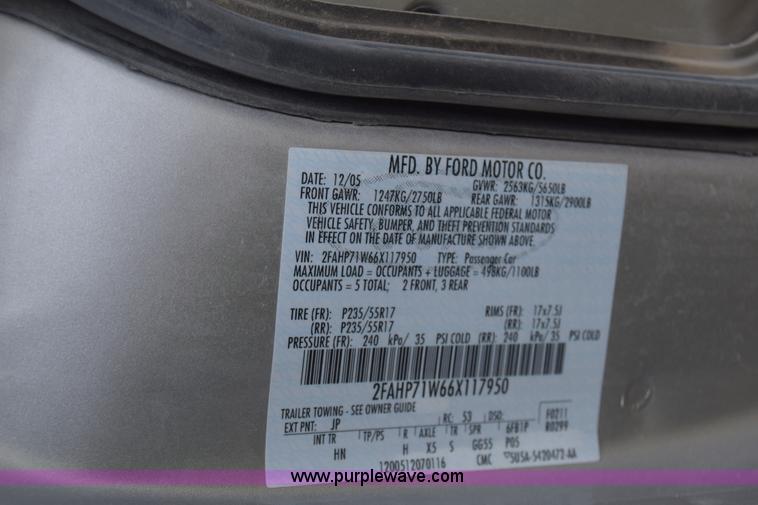 MFD. BY FORD MOTOR CO.
DATE: 12/05 GVWR: 2563KG/5650LB
FRONT GAWR: 1247KG/2750LB REAR GAWR: 1315KG/2900LB
THIS VEHICLE CONFORMS TO ALL APPLICABLE FEDERAL MOTOR
VEHICLE SAFETY, BUMPER, AND THEFT PREVENTION STANDARDS
IN EFFECT ON THE DATE OF MANUFACTURE SHOWN ABOVE.
VIN: 2FAHP71W66X117950 TYPE: Passenger Car
MAXIMUM LOAD = OCCUPANTS + LUGGAGE = 498KG/1100LB
OCCUPANTS = 5 TOTAL; 2 FRONT, 3 REAR
TIRE (FR): P235/55R17 RIMS (FR): 17x7.5J
(RR): P235/55R17 (RR): 17x7.5J
PRESSURE (FR): 240 kPa/ 35 PSI COLD (RR): 240 kPa/ 35 PSI COLD
2FAHP71W66X117950
TRAILER TOWING - SEE OWNER GUIDE
EXT PNT: JP RC: 53 DSO: F0211
R0299
INT TR TP/PS R AXLE TR SPR 6FB1P
HN H X5 S GG55 P05
1200512070116 CMC 5U5A-5420472-AA
www.purplewave.com